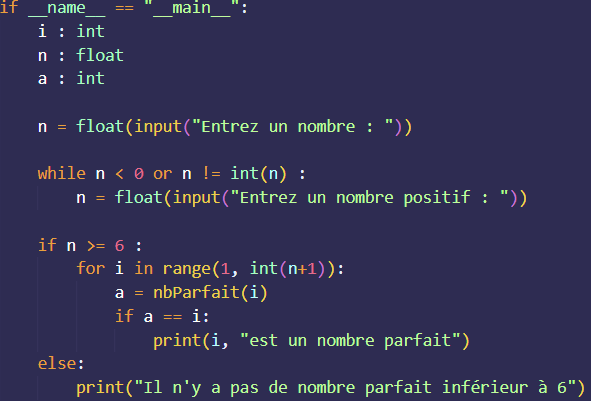 if __name__ == "__main__":
    i : int
    n : float
    a : int

    n = float(input("Entrez un nombre : "))

    while n < 0 or n != int(n) :
        n = float(input("Entrez un nombre positif : "))

    if n >= 6 :
        for i in range(1, int(n+1)):
            a = nbParfait(i)
            if a == i:
                print(i, "est un nombre parfait")
    else:
        print("Il n'y a pas de nombre parfait inférieur à 6")